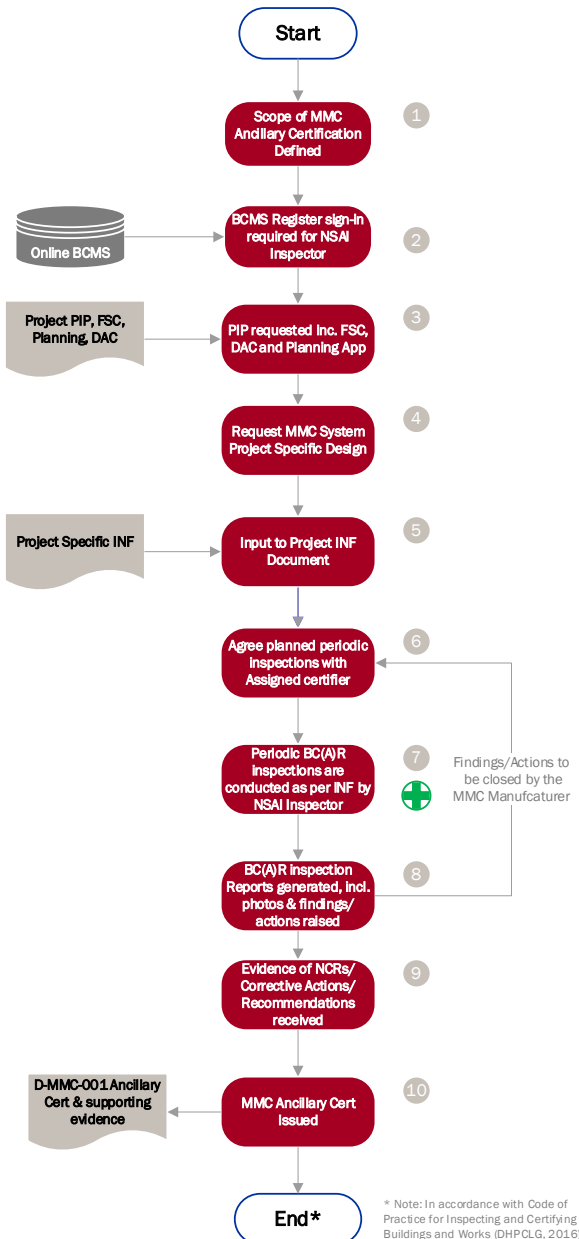 Start
Scope of MMC
Ancillary Certification
Defined
1
Online BCMS
BCMS Register sign-in
required for NSAI
Inspector
2
Project PIP, FSC,
Planning, DAC
PIP requested Inc. FSC,
DAC and Planning App
3
Request MMC System
Project Specific Design
4
Project Specific INF
Input to Project INF
Document
5
Agree planned periodic
inspections with
Assigned certifier
6
Periodic BC(A)R
inspections are
conducted as per INF by
NSAI Inspector
7
Findings/Actions to
be closed by the
MMC Manufcaturer
BC(A)R inspection
Reports generated, incl.
photos & findings/
actions raised
8
Evidence of NCRs/
Corrective Actions/
Recommendations
received
9
D-MMC-001 Ancillary
Cert & supporting
evidence
MMC Ancillary Cert
Issued
10
End*
* Note: In accordance with Code of
Practice for Inspecting and Certifying
Buildings and Works (DHPCLG, 2016)